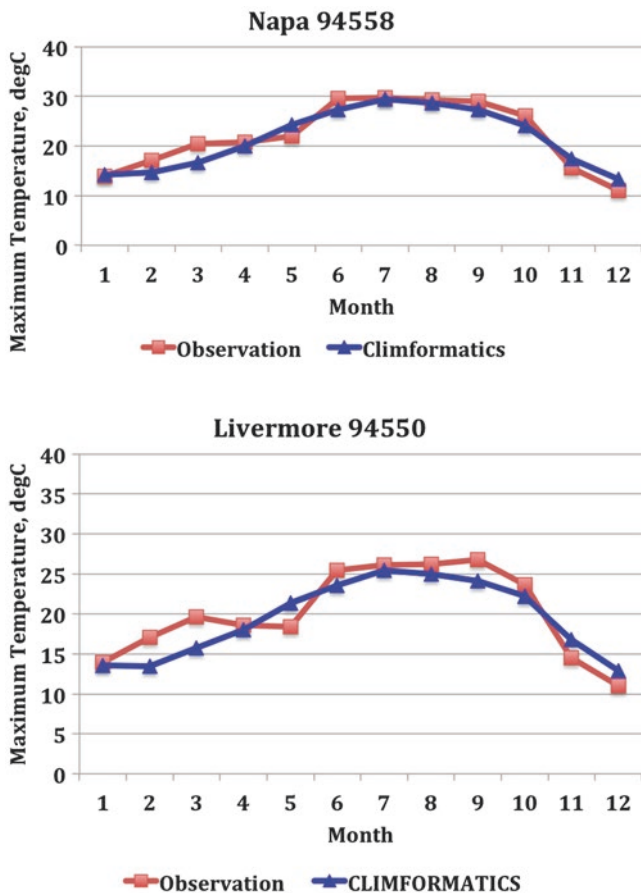 Napa 94558
Maximum Temperature, degC
40
30
20
10
0
1 2 3 4 5 6 7 8 9 10 11 12
Month
Observation Climformatics
Livermore 94550
Maximum Temperature, degC
40
35
30
25
20
15
10
5
0
1 2 3 4 5 6 7 8 9 10 11 12
Month
Observation CLIMFORMATICS